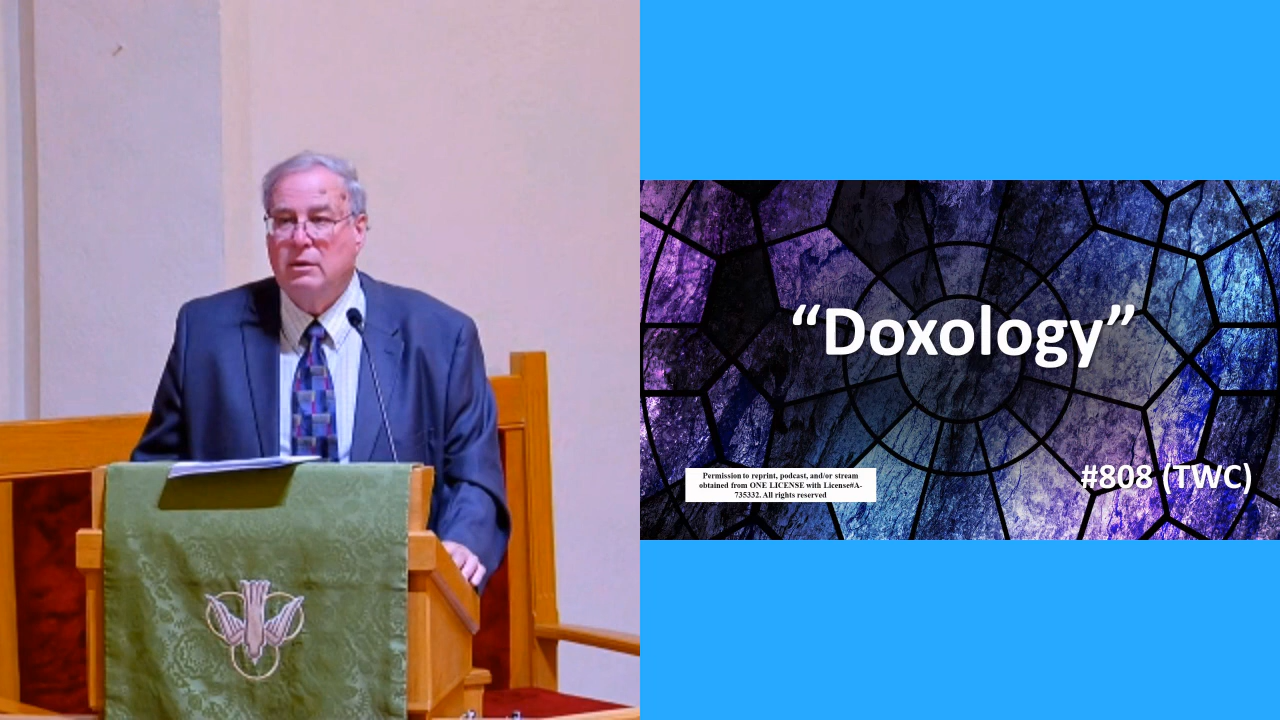 “Doxology”
#808 (TWC)
Permission to reprint, podcast, and/or stream
obtained from ONE LICENSE with License#A-
735332. All rights reserved